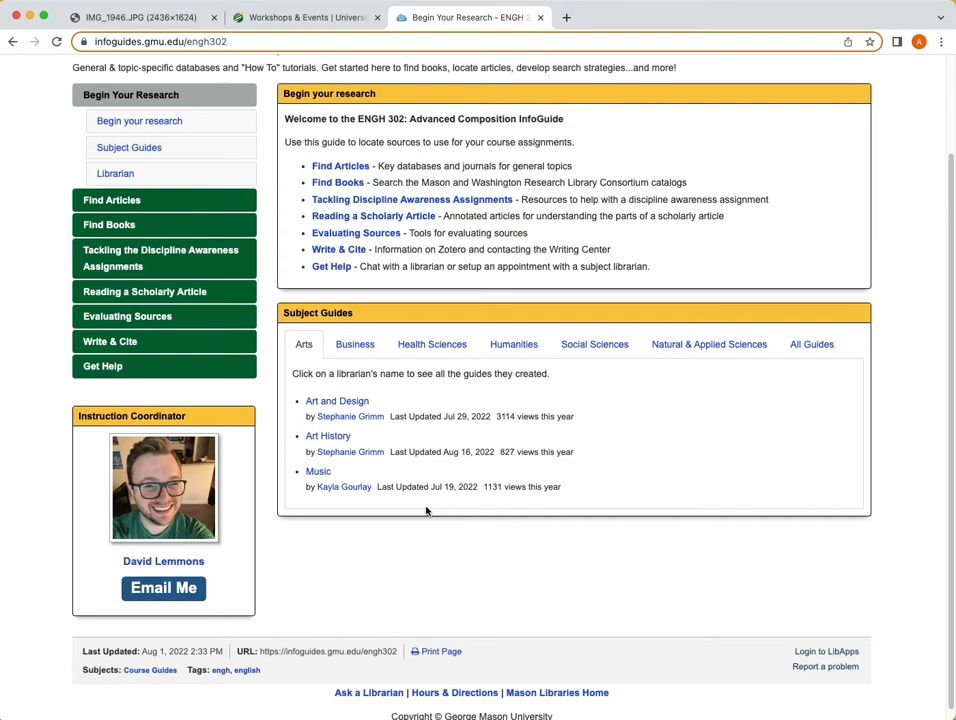 IMG_1946.JPG (2436×1624)
Workshops & Events | Universi
Begin Your Research - ENGH 3
infoguides.gmu.edu/engh302
A
General & topic-specific databases and "How To" tutorials. Get started here to find books, locate articles, develop search strategies...and more!
Begin Your Research
Begin your research
Subject Guides
Librarian
Find Articles
Find Books
Tackling the Discipline Awareness
Assignments
Reading a Scholarly Article
Evaluating Sources
Write & Cite
Get Help
Instruction Coordinator
David Lemmons
Email Me
Begin your research
Welcome to the ENGH 302: Advanced Composition InfoGuide
Use this guide to locate sources to use for your course assignments.
• Find Articles - Key databases and journals for general topics
• Find Books - Search the Mason and Washington Research Library Consortium catalogs
• Tackling Discipline Awareness Assignments - Resources to help with a discipline awareness assignment
• Reading a Scholarly Article - Annotated articles for understanding the parts of a scholarly article
• Evaluating Sources - Tools for evaluating sources
• Write & Cite - Information on Zotero and contacting the Writing Center
• Get Help - Chat with a librarian or setup an appointment with a subject librarian.
Subject Guides
Arts Business Health Sciences Humanities Social Sciences Natural & Applied Sciences All Guides
Click on a librarian's name to see all the guides they created.
• Art and Design
by Stephanie Grimm Last Updated Jul 29, 2022 3114 views this year
• Art History
by Stephanie Grimm Last Updated Aug 16, 2022 827 views this year
• Music
by Kayla Gourlay Last Updated Jul 19, 2022 1131 views this year
Last Updated: Aug 1, 2022 2:33 PM URL: https://infoguides.gmu.edu/engh302 Print Page
Login to LibApps
Subjects: Course Guides Tags: engh, english
Report a problem
Ask a Librarian | Hours & Directions | Mason Libraries Home
Copyright © George Mason University